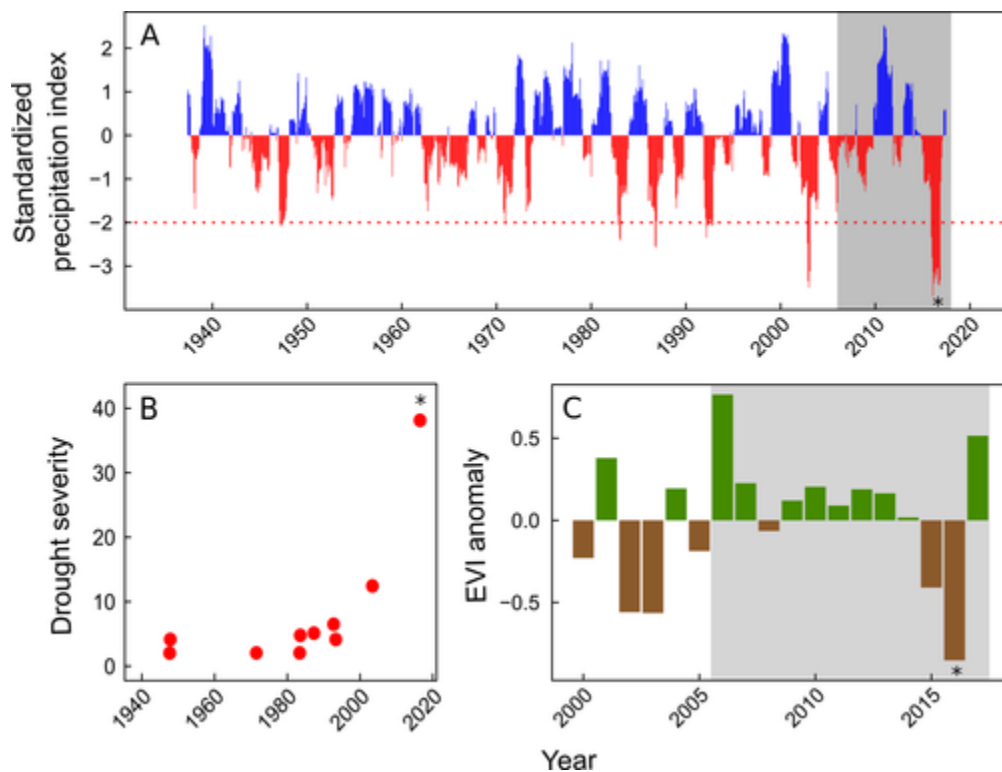 A
Standardized
precipitation index
2
1
0
−1
−2
−3
*
1940 1950 1960 1970 1980 1990 2000 2010 2020
B
*
Drought severity
40
30
20
10
0
1940 1960 1980 2000 2020
C
EVI anomaly
0.5
0.0
−0.5
*
2000 2005 2010 2015
Year